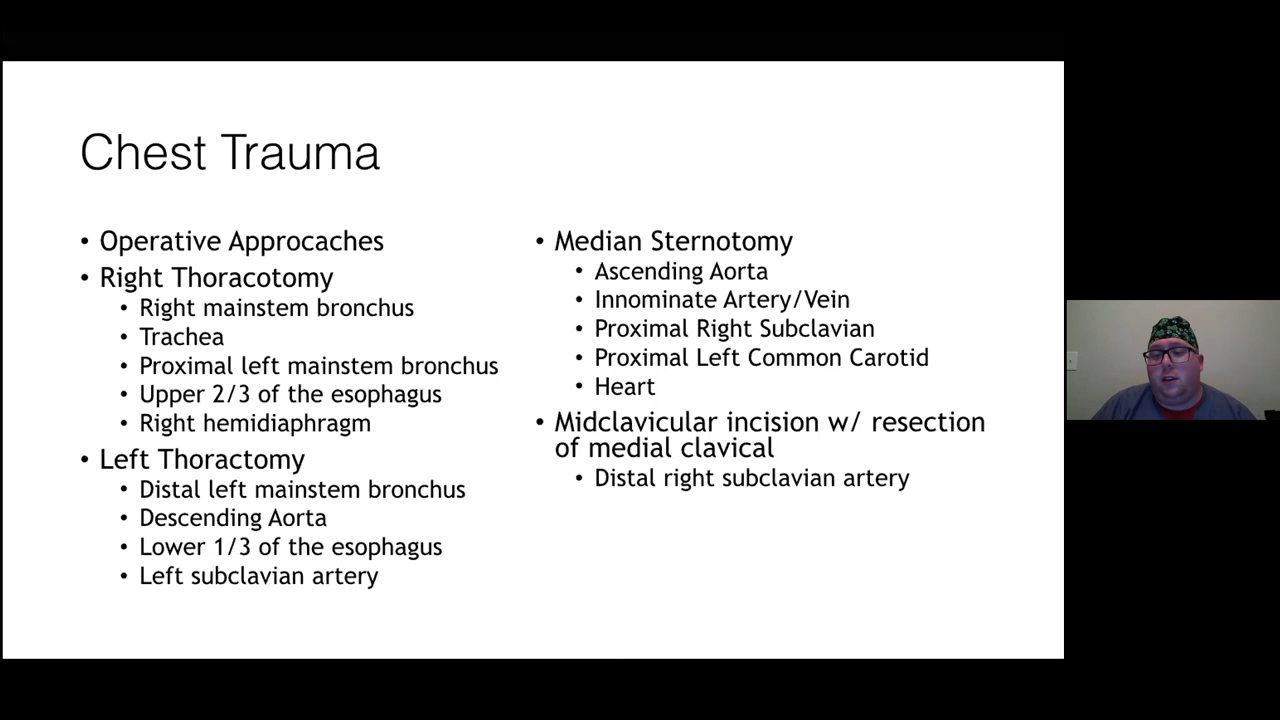 Chest Trauma
• Operative Approcaches
• Right Thoracotomy
• Right mainstem bronchus
• Trachea
• Proximal left mainstem bronchus
• Upper 2/3 of the esophagus
• Right hemidiaphragm
• Left Thoractomy
• Distal left mainstem bronchus
• Descending Aorta
• Lower 1/3 of the esophagus
• Left subclavian artery
• Median Sternotomy
• Ascending Aorta
• Innominate Artery/Vein
• Proximal Right Subclavian
• Proximal Left Common Carotid
• Heart
• Midclavicular incision w/ resection
of medial clavical
• Distal right subclavian artery